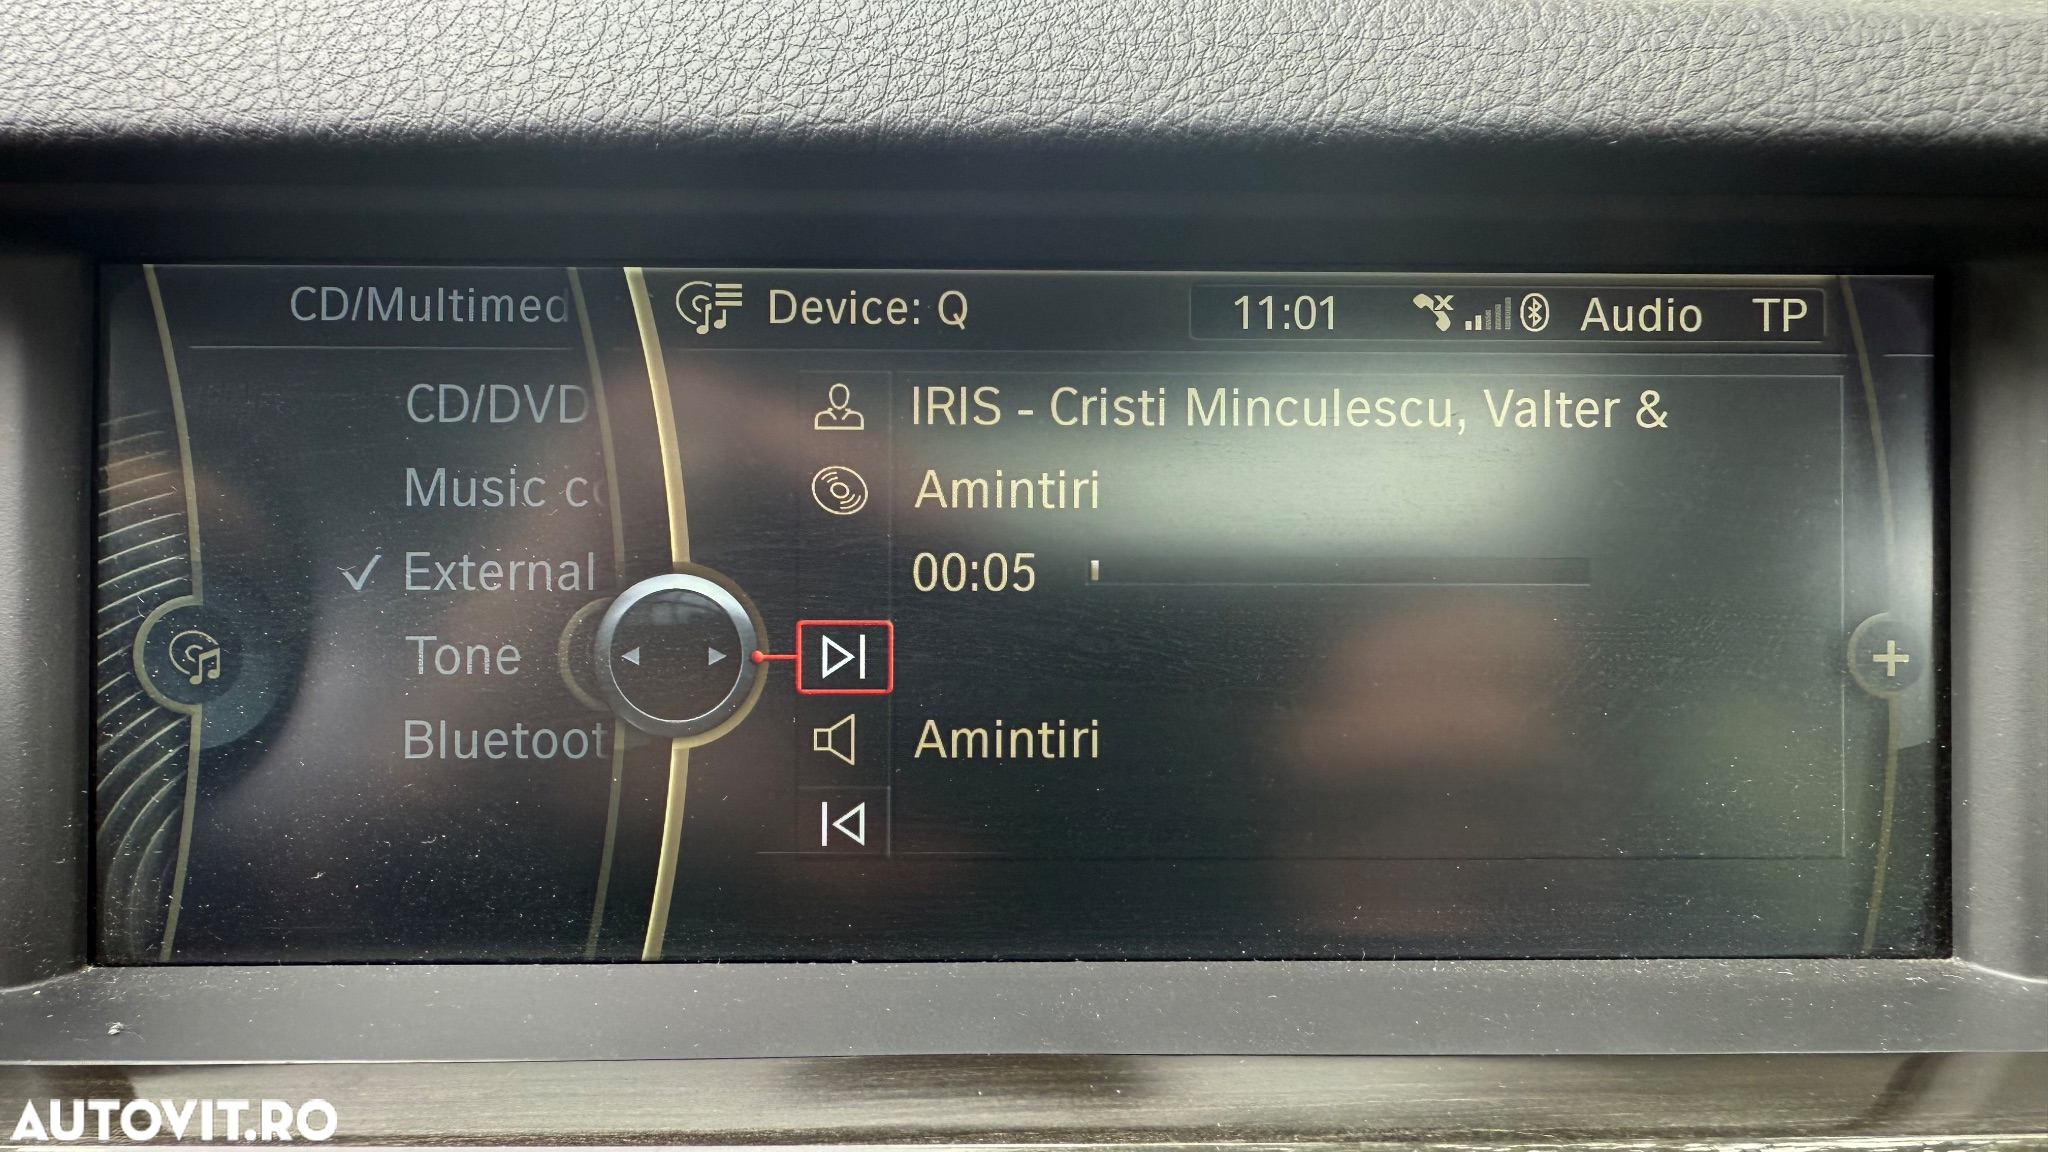 CD/Multimed
Device: Q
11:01 Audio TP
CD/DVD
Music c
External
Tone
Bluetoot
IRIS - Cristi Minculescu, Valter &
Amintiri
00:05
Amintiri
AUTOVIT.RO